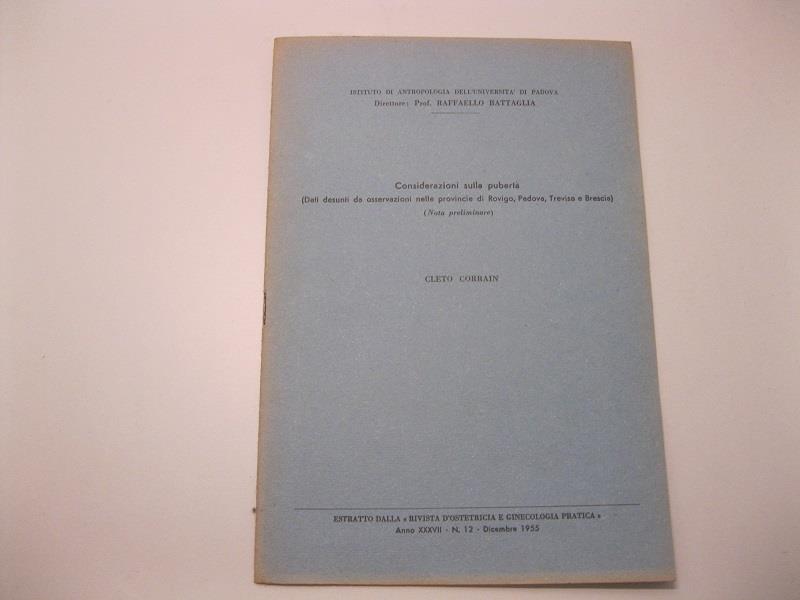 ISTITUTO DI ANTROPOLOGIA DELL'UNIVERSITA' DI PADOVA
Direttore: Prof. RAFFAELLO BATTAGLIA
Considerazioni sulla pubertà
(Dati desunti da osservazioni nelle provincie di Rovigo, Padova, Treviso e Brescia)
(Nota preliminare)
CLETO CORRAIN
ESTRATTO DALLA « RIVISTA D'OSTETRICIA E GINECOLOGIA PRATICA »
Anno XXXVII - N. 12 - Dicembre 1955